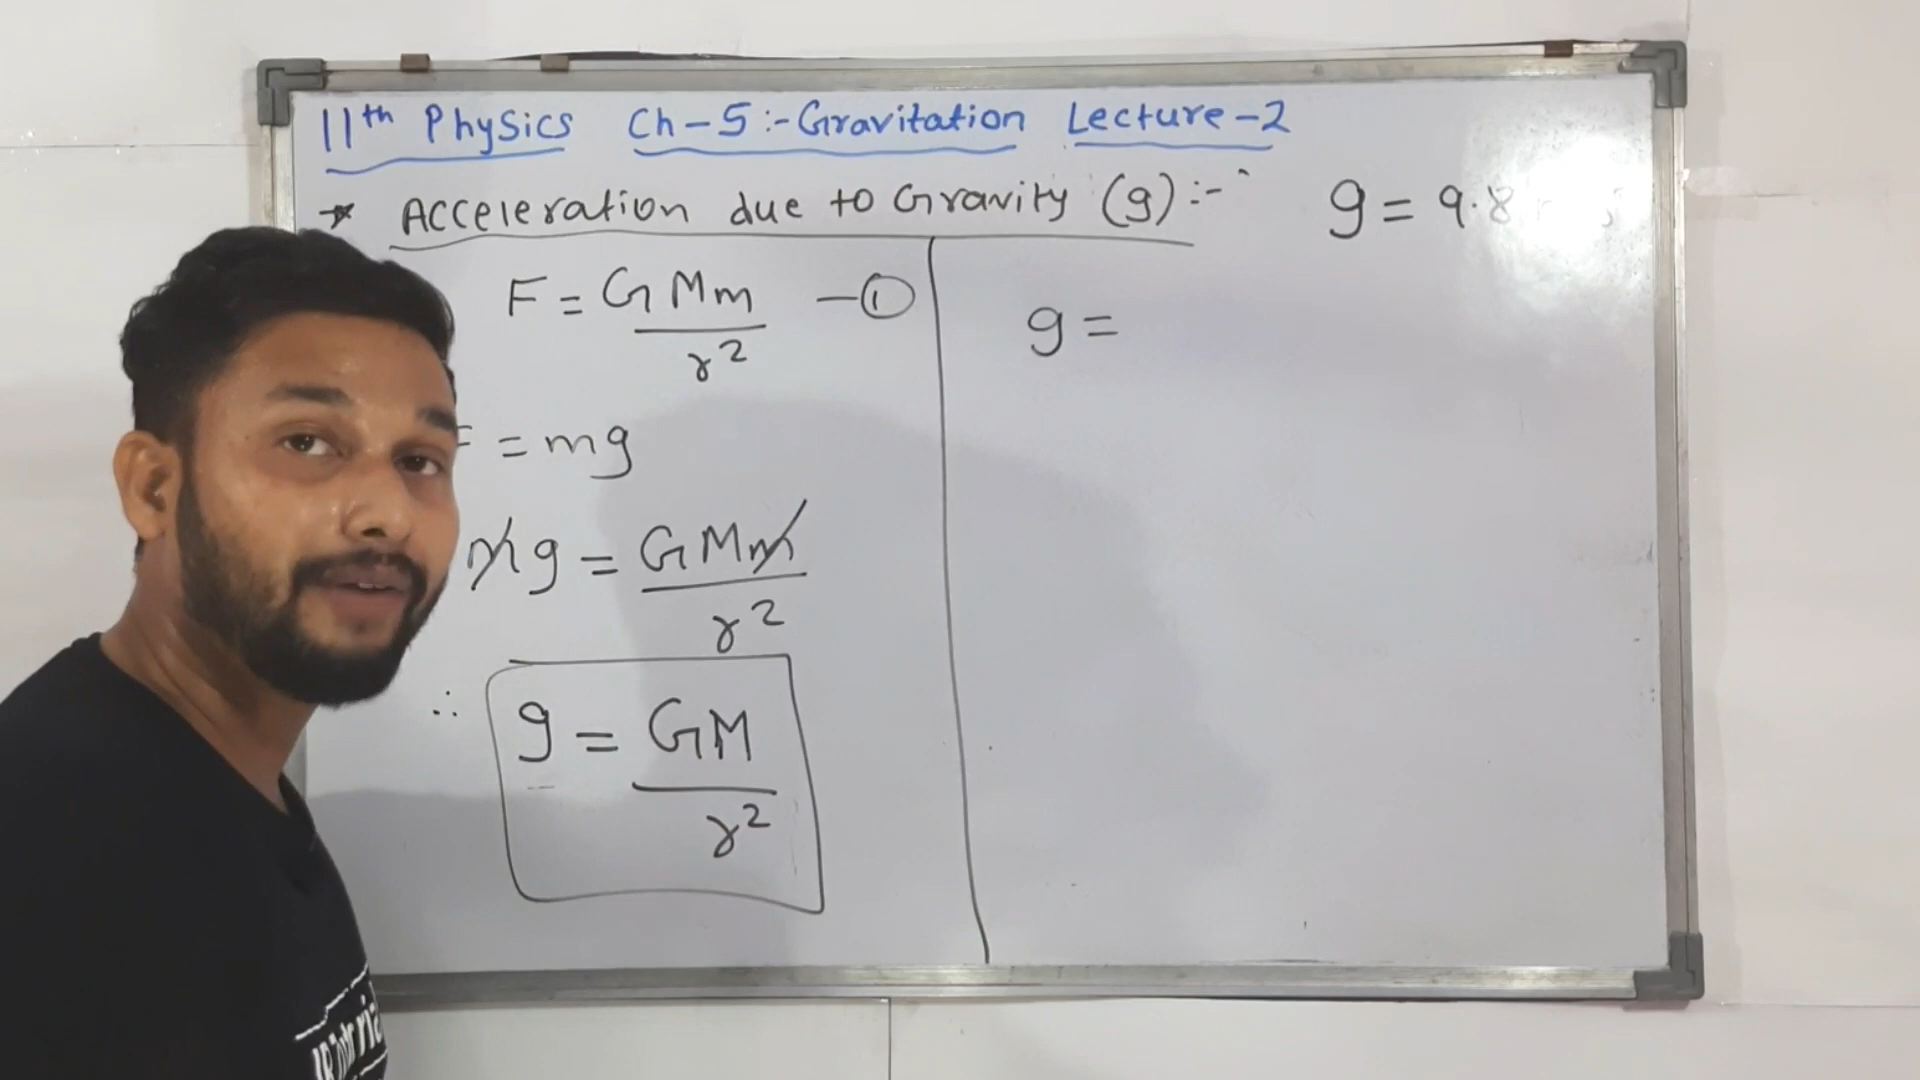 11th Physics Ch-5:-Gravitation Lecture-2
* Acceleration due to Gravity (g):-
g = 9.8
F = GMm / r² —①
= mg
mg = GMm / r²
∴ g = GM / r²
g =